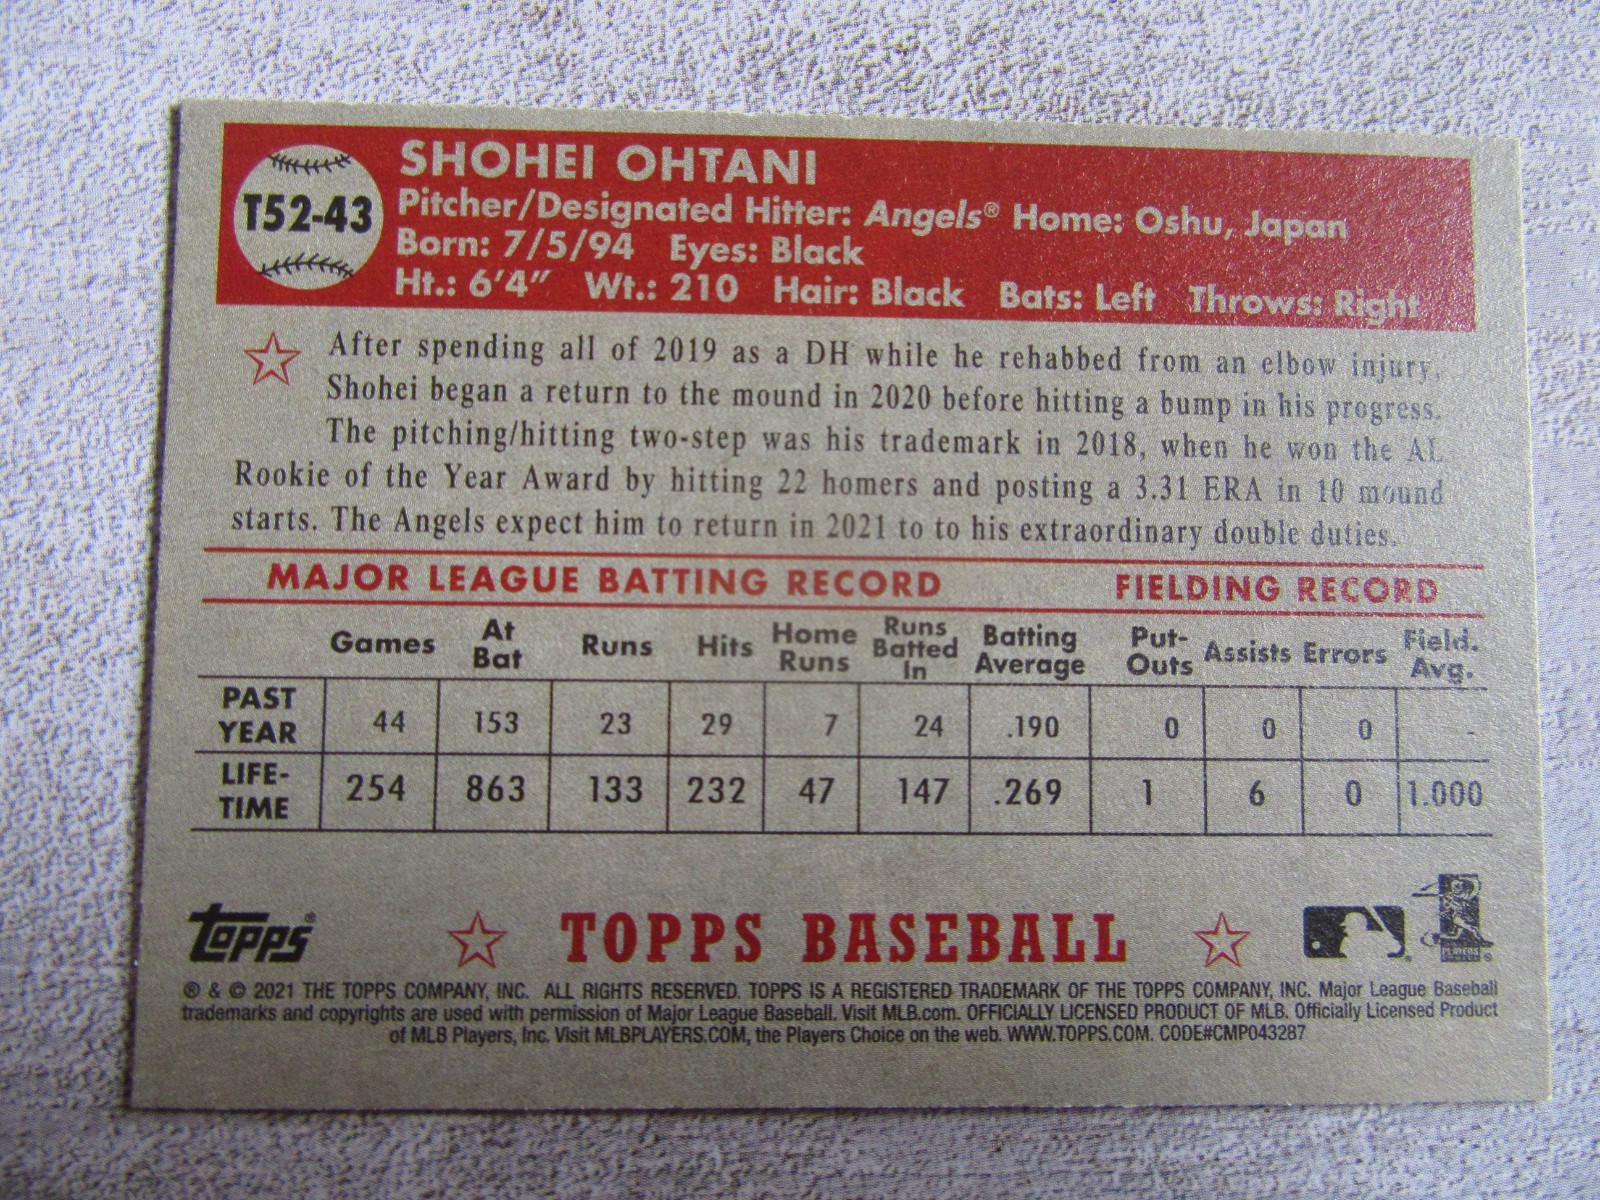 T52-43
SHOHEI OHTANI
Pitcher/Designated Hitter: Angels® Home: Oshu, Japan
Born: 7/5/94 Eyes: Black
Ht.: 6'4" Wt.: 210 Hair: Black Bats: Left Throws: Right
After spending all of 2019 as a DH while he rehabbed from an elbow injury,
Shohei began a return to the mound in 2020 before hitting a bump in his progress.
The pitching/hitting two-step was his trademark in 2018, when he won the AL
Rookie of the Year Award by hitting 22 homers and posting a 3.31 ERA in 10 mound
starts. The Angels expect him to return in 2021 to to his extraordinary double duties.
MAJOR LEAGUE BATTING RECORD FIELDING RECORD
Games At Bat Runs Hits Home Runs Runs Batted In Batting Average Put-Outs Assists Errors Field. Avg.
PAST YEAR 44 153 23 29 7 24 .190 0 0 0 -
LIFE-TIME 254 863 133 232 47 147 .269 1 6 0 1.000
Topps® TOPPS BASEBALL PLAYERS
® & © 2021 THE TOPPS COMPANY, INC. ALL RIGHTS RESERVED. TOPPS IS A REGISTERED TRADEMARK OF THE TOPPS COMPANY, INC. Major League Baseball
trademarks and copyrights are used with permission of Major League Baseball. Visit MLB.com. OFFICIALLY LICENSED PRODUCT OF MLB. Officially Licensed Product
of MLB Players, Inc. Visit MLBPLAYERS.COM, the Players Choice on the web. WWW.TOPPS.COM. CODE#CMP043287